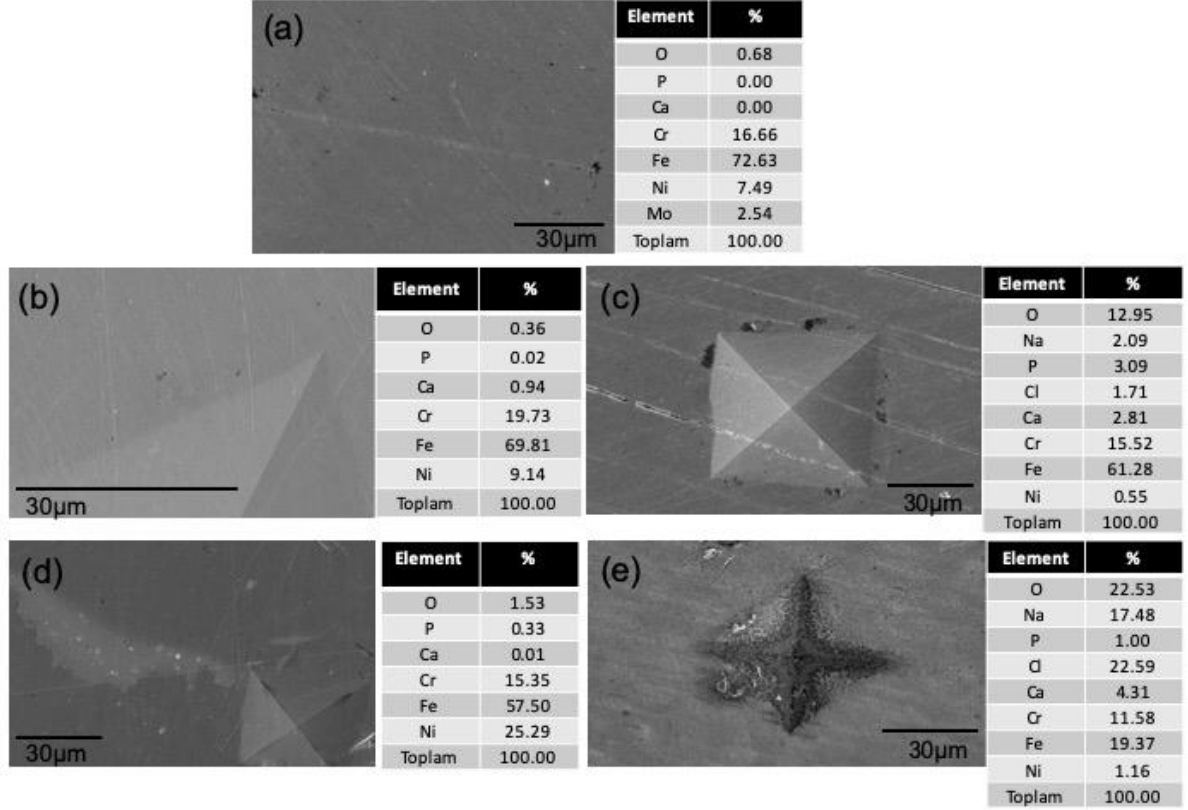 (a)
30µm
Element %
O 0.68
P 0.00
Ca 0.00
Cr 16.66
Fe 72.63
Ni 7.49
Mo 2.54
Toplam 100.00
(b)
30µm
Element %
O 0.36
P 0.02
Ca 0.94
Cr 19.73
Fe 69.81
Ni 9.14
Toplam 100.00
(c)
30µm
Element %
O 12.95
Na 2.09
P 3.09
Cl 1.71
Ca 2.81
Cr 15.52
Fe 61.28
Ni 0.55
Toplam 100.00
(d)
30µm
Element %
O 1.53
P 0.33
Ca 0.01
Cr 15.35
Fe 57.50
Ni 25.29
Toplam 100.00
(e)
30µm
Element %
O 22.53
Na 17.48
P 1.00
Cl 22.59
Ca 4.31
Cr 11.58
Fe 19.37
Ni 1.16
Toplam 100.00